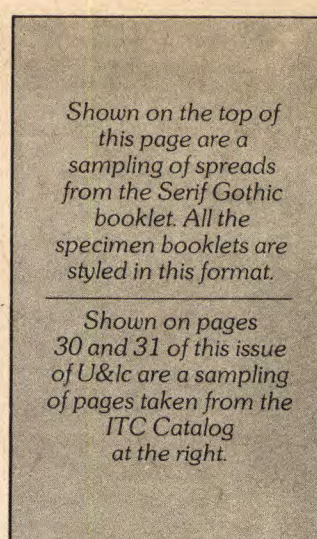 Shown on the top of
this page are a
sampling of spreads
from the Serif Gothic
booklet. All the
specimen booklets are
styled in this format.
Shown on pages
30 and 31 of this issue
of U&lc are a sampling
of pages taken from the
ITC Catalog
at the right.